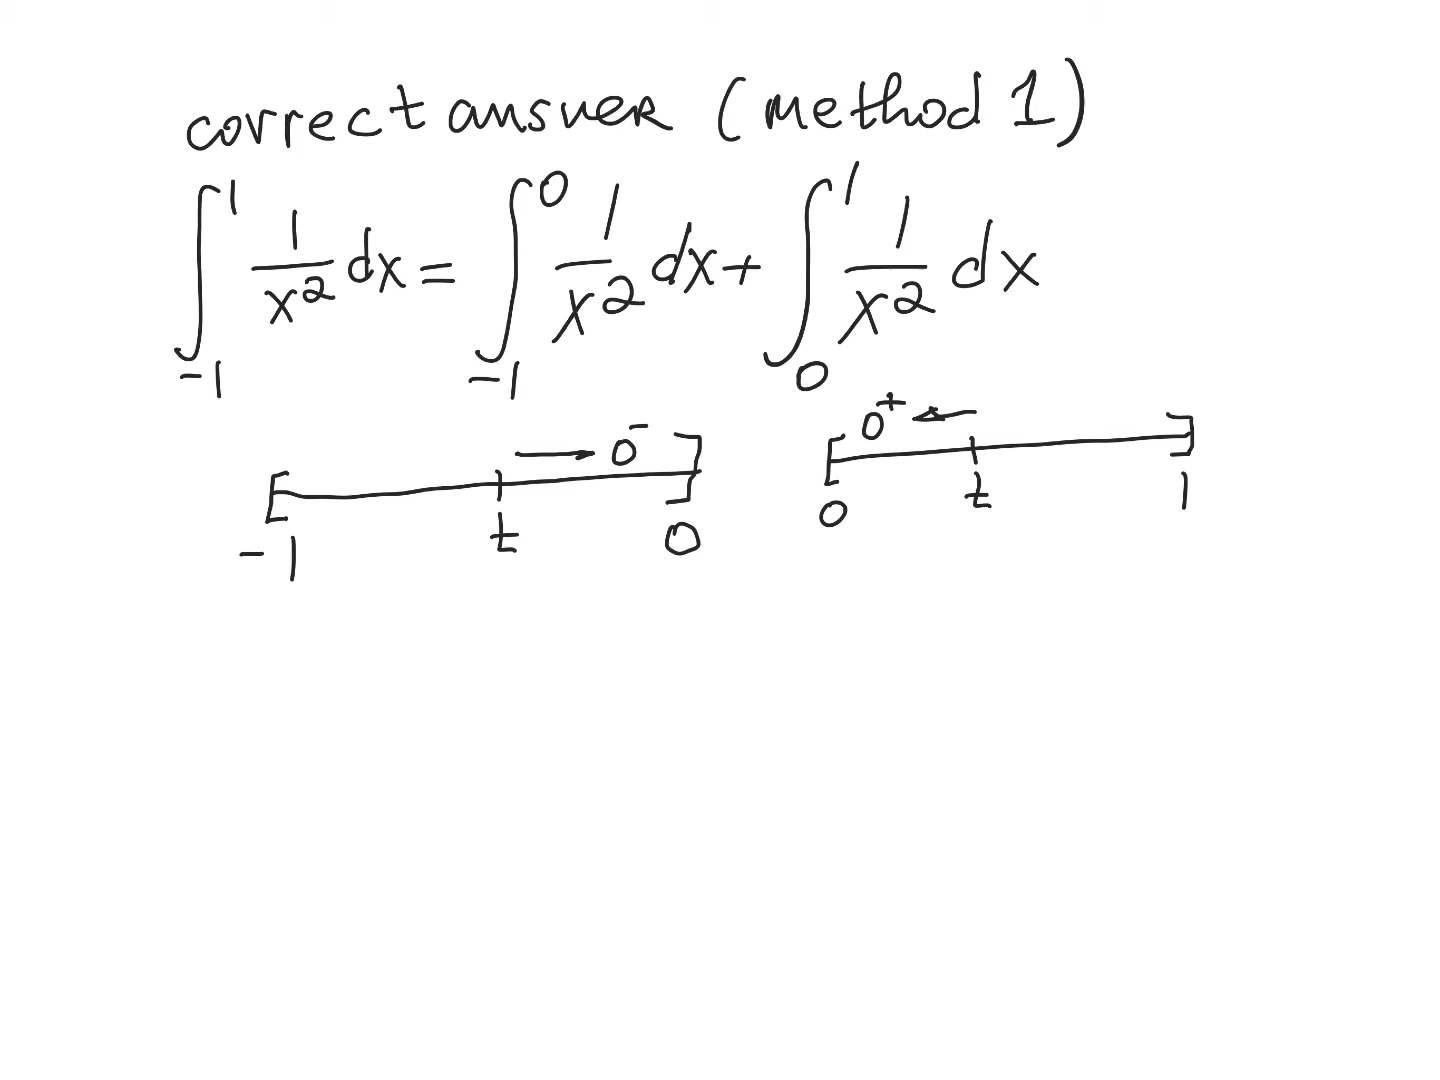 correct answer (method 1)
∫_{-1}^{1} 1/x² dx = ∫_{-1}^{0} 1/x² dx + ∫_{0}^{1} 1/x² dx
[ → 0⁻ ]
-1 t 0
[ 0⁺ ← ]
0 t 1